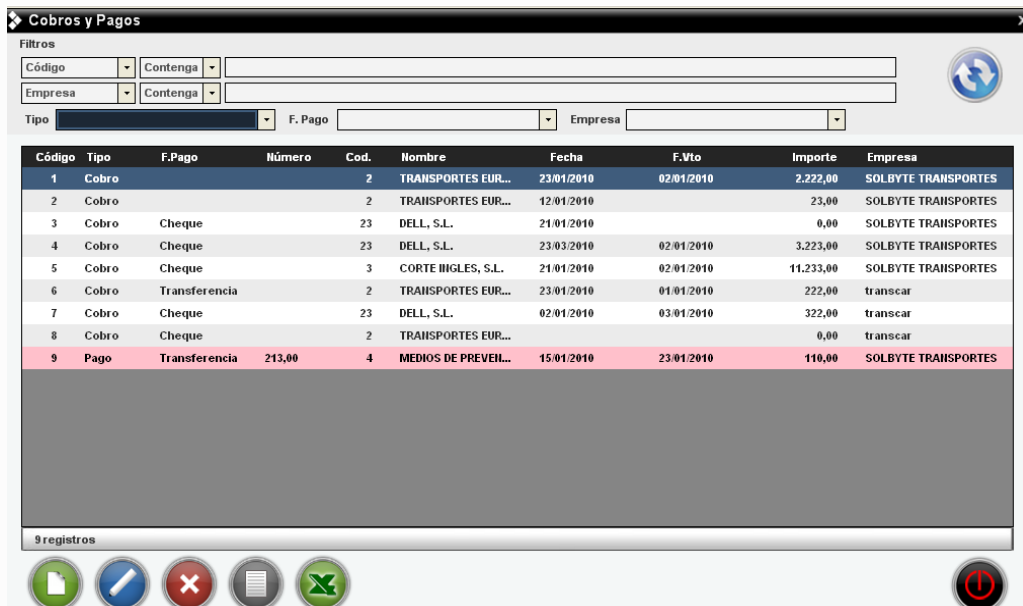 Cobros y Pagos
Filtros
Código Contenga
Empresa Contenga
Tipo F. Pago Empresa
Código Tipo F.Pago Número Cod. Nombre Fecha F.Vto Importe Empresa
1 Cobro 2 TRANSPORTES EUR... 23/01/2010 02/01/2010 2.222,00 SOLBYTE TRANSPORTES
2 Cobro 2 TRANSPORTES EUR... 12/01/2010 23,00 SOLBYTE TRANSPORTES
3 Cobro Cheque 23 DELL, S.L. 21/01/2010 0,00 SOLBYTE TRANSPORTES
4 Cobro Cheque 23 DELL, S.L. 23/03/2010 02/01/2010 3.223,00 SOLBYTE TRANSPORTES
5 Cobro Cheque 3 CORTE INGLES, S.L. 21/01/2010 02/01/2010 11.233,00 SOLBYTE TRANSPORTES
6 Cobro Transferencia 2 TRANSPORTES EUR... 23/01/2010 01/01/2010 222,00 transcar
7 Cobro Cheque 23 DELL, S.L. 02/01/2010 03/01/2010 322,00 transcar
8 Cobro Cheque 2 TRANSPORTES EUR... 0,00 transcar
9 Pago Transferencia 213,00 4 MEDIOS DE PREVEN... 15/01/2010 23/01/2010 110,00 SOLBYTE TRANSPORTES
9 registros